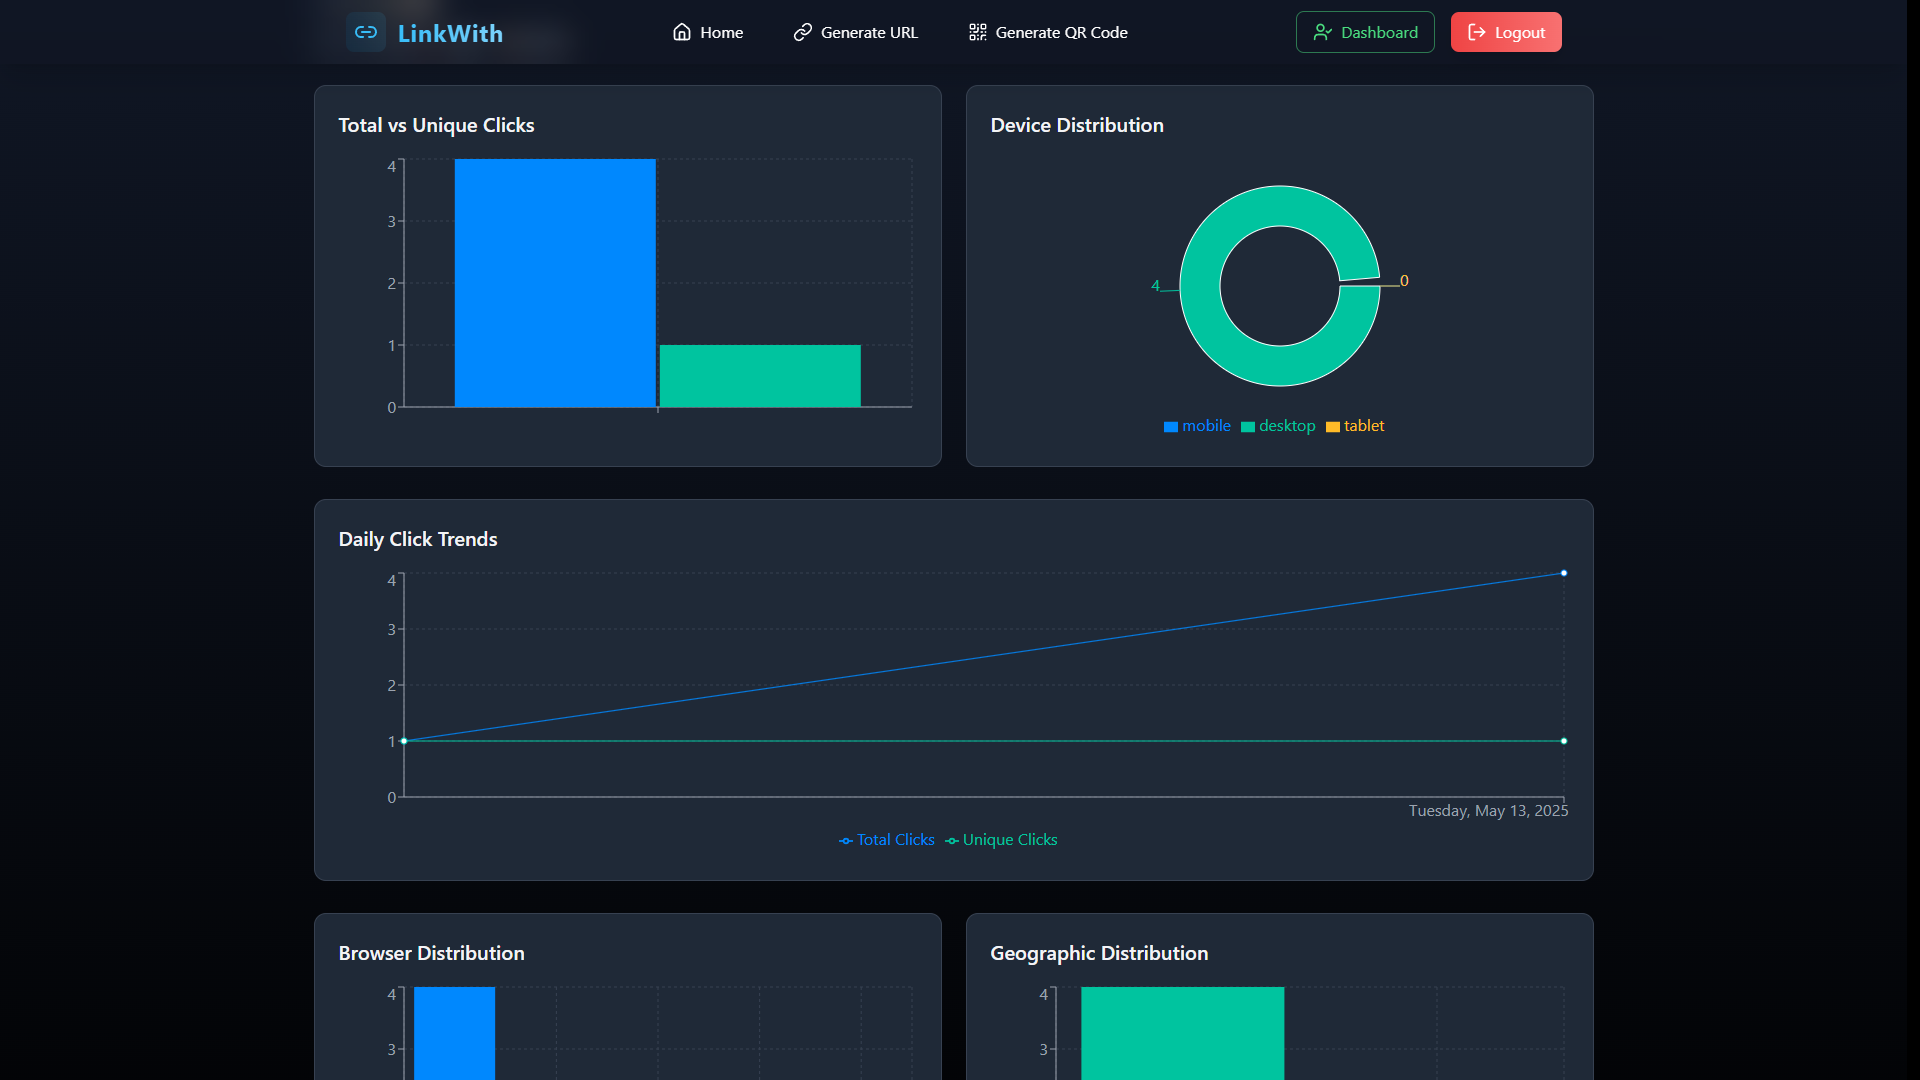 LinkWith
Home
Generate URL
Generate QR Code
Dashboard
Logout
Total vs Unique Clicks
4
3
2
1
0
Device Distribution
4
0
mobile
desktop
tablet
Daily Click Trends
4
3
2
1
0
Tuesday, May 13, 2025
Total Clicks
Unique Clicks
Browser Distribution
4
3
Geographic Distribution
4
3